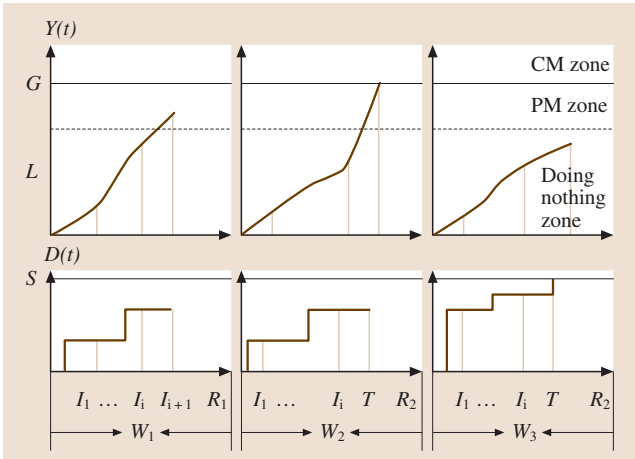 Y(t)
G
CM zone
PM zone
L
Doing
nothing
zone
D(t)
S
I₁ … Iᵢ Iᵢ₊₁ R₁ I₁ … Iᵢ T R₂ I₁ … Iᵢ T R₂
W₁ W₂ W₃